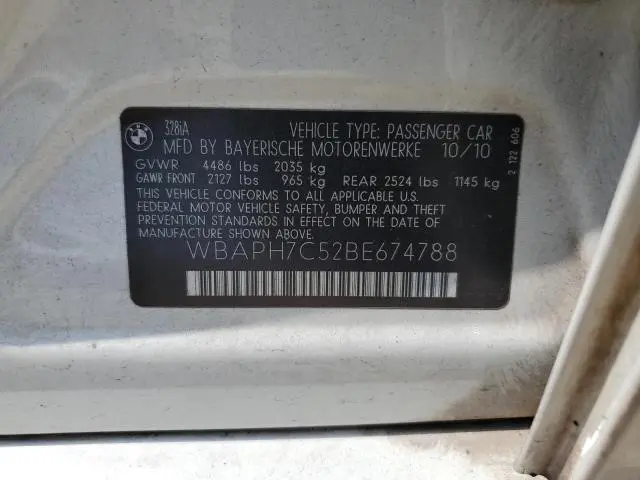 BMW
328iA VEHICLE TYPE: PASSENGER CAR
MFD BY BAYERISCHE MOTORENWERKE 10/10
GVWR 4486 lbs 2035 kg
GAWR FRONT 2127 lbs 965 kg REAR 2524 lbs 1145 kg
THIS VEHICLE CONFORMS TO ALL APPLICABLE U.S.
FEDERAL MOTOR VEHICLE SAFETY, BUMPER AND THEFT
PREVENTION STANDARDS IN EFFECT ON THE DATE OF
MANUFACTURE SHOWN ABOVE.
WBAPH7C52BE674788
2 122 606